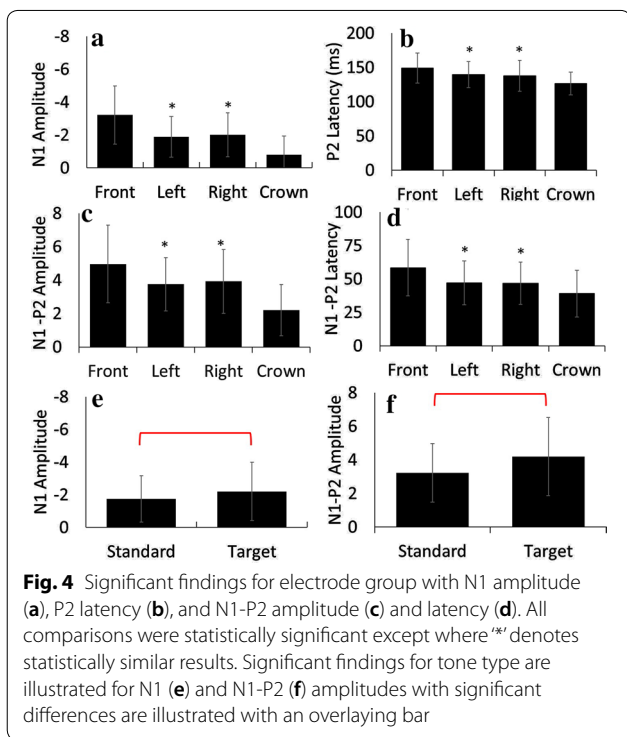 a
N1 Amplitude
-8
-6
-4
-2
0
* *
Front Left Right Crown
b
P2 Latency (ms)
200
150
100
50
0
* *
Front Left Right Crown
c
N1 -P2 Amplitude
8
6
4
2
0
* *
Front Left Right Crown
d
N1 -P2 Latency
100
75
50
25
0
* *
Front Left Right Crown
e
N1 Amplitude
-8
-6
-4
-2
0
Standard Target
f
N1-P2 Amplitude
8
6
4
2
0
Standard Target
Fig. 4 Significant findings for electrode group with N1 amplitude
(a), P2 latency (b), and N1-P2 amplitude (c) and latency (d). All
comparisons were statistically significant except where ‘*’ denotes
statistically similar results. Significant findings for tone type are
illustrated for N1 (e) and N1-P2 (f) amplitudes with significant
differences are illustrated with an overlaying bar